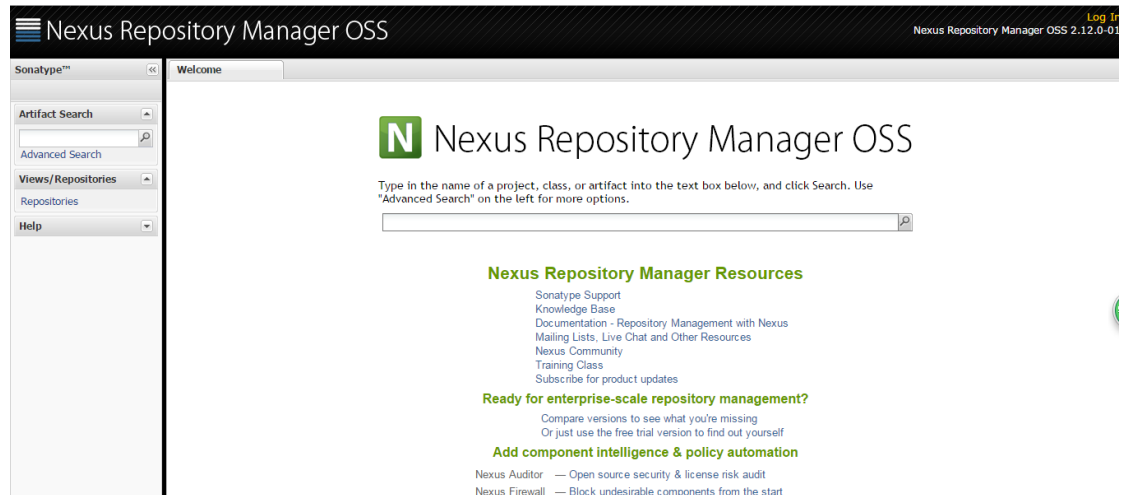 Nexus Repository Manager OSS
Log In
Nexus Repository Manager OSS 2.12.0-01
Sonatype™
Welcome
Artifact Search
Advanced Search
Views/Repositories
Repositories
Help
N Nexus Repository Manager OSS
Type in the name of a project, class, or artifact into the text box below, and click Search. Use
"Advanced Search" on the left for more options.
Nexus Repository Manager Resources
Sonatype Support
Knowledge Base
Documentation - Repository Management with Nexus
Mailing Lists, Live Chat and Other Resources
Nexus Community
Training Class
Subscribe for product updates
Ready for enterprise-scale repository management?
Compare versions to see what you're missing
Or just use the free trial version to find out yourself
Add component intelligence & policy automation
Nexus Auditor — Open source security & license risk audit
Nexus Firewall — Block undesirable components from the start